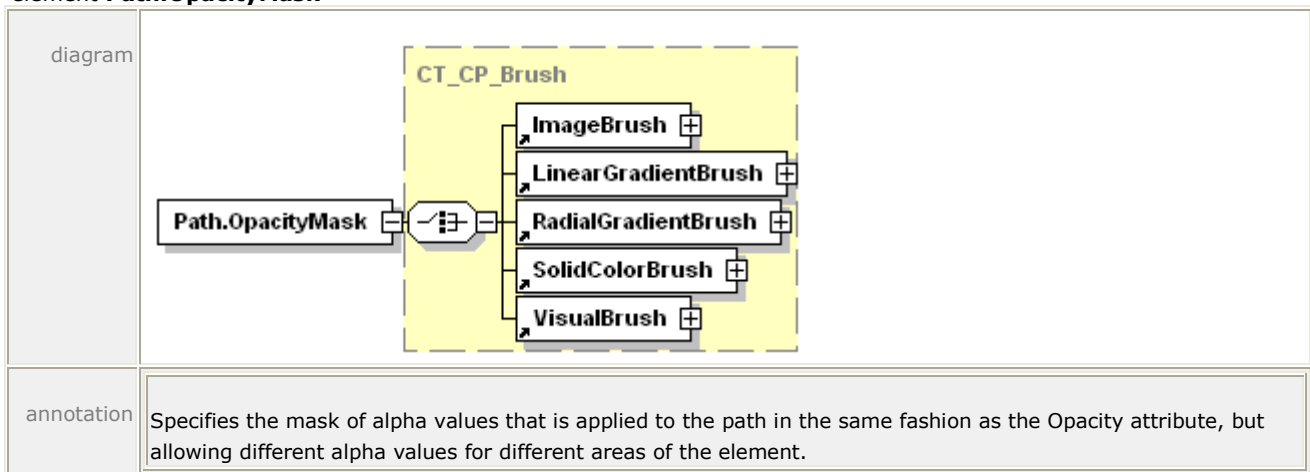 element Path.OpacityMask
diagram
CT_CP_Brush
ImageBrush
LinearGradientBrush
Path.OpacityMask
RadialGradientBrush
SolidColorBrush
VisualBrush
annotation
Specifies the mask of alpha values that is applied to the path in the same fashion as the Opacity attribute, but
allowing different alpha values for different areas of the element.